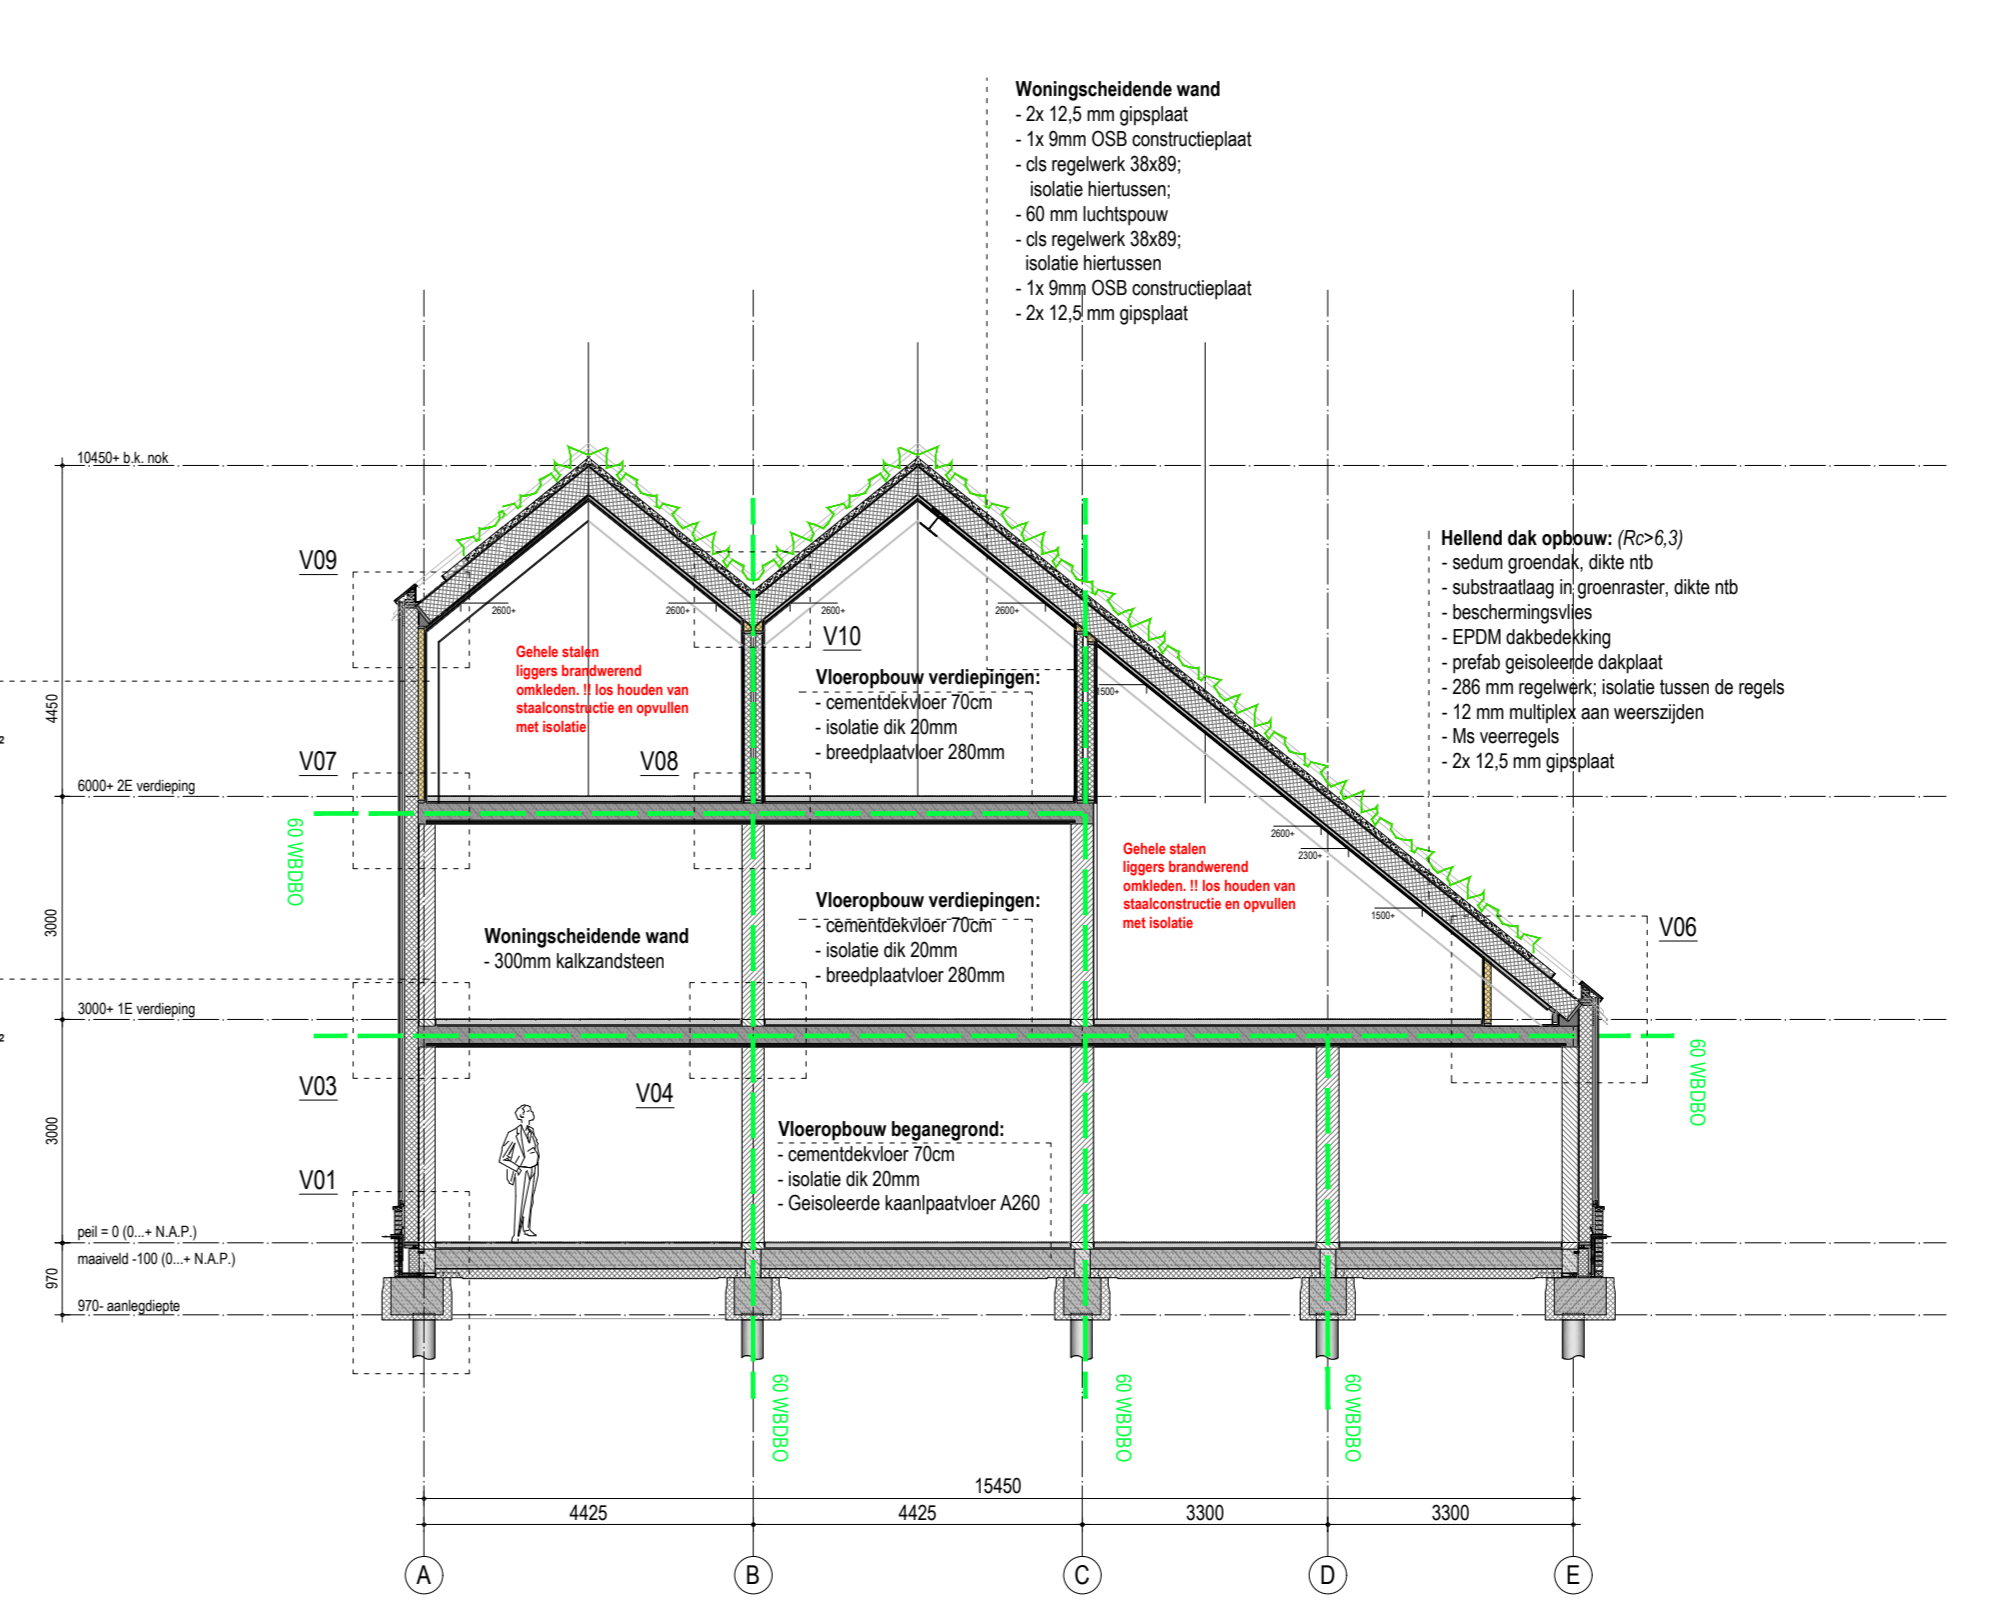 Woningscheidende wand
- 2x 12,5 mm gipsplaat
- 1x 9mm OSB constructieplaat
- cls regelwerk 38x89;
isolatie hiertussen;
- 60 mm luchtspouw
- cls regelwerk 38x89;
isolatie hiertussen
- 1x 9mm OSB constructieplaat
- 2x 12,5 mm gipsplaat
10450+ b.k. nok
Hellend dak opbouw: (Rc>6,3)
- sedum groendak, dikte ntb
- substraatlaag in groenraster, dikte ntb
- beschermingsvlies
- EPDM dakbedekking
- prefab geisoleerde dakplaat
- 286 mm regelwerk; isolatie tussen de regels
- 12 mm multiplex aan weerszijden
- Ms veerregels
- 2x 12,5 mm gipsplaat
V09
2600+
2600+
2600+
2600+
V10
Gehele stalen
liggers brandwerend
omkleden. !! los houden van
staalconstructie en opvullen
met isolatie
Vloeropbouw verdiepingen:
- cementdekvloer 70cm
- isolatie dik 20mm
- breedplaatvloer 280mm
1500+
4450
2
V07
V08
6000+ 2E verdieping
60 WBDBO
2600+
2300+
1500+
Gehele stalen
liggers brandwerend
omkleden. !! los houden van
staalconstructie en opvullen
met isolatie
Vloeropbouw verdiepingen:
- cementdekvloer 70cm
- isolatie dik 20mm
- breedplaatvloer 280mm
3000
Woningscheidende wand
- 300mm kalkzandsteen
V06
3000+ 1E verdieping
2
60 WBDBO
V03
V04
3000
Vloeropbouw beganegrond:
- cementdekvloer 70cm
- isolatie dik 20mm
- Geisoleerde kaanlpaatvloer A260
V01
peil = 0 (0...+ N.A.P.)
maaiveld -100 (0...+ N.A.P.)
970
970- aanlegdiepte
60 WBDBO
60 WBDBO
60 WBDBO
15450
4425
4425
3300
3300
A
B
C
D
E